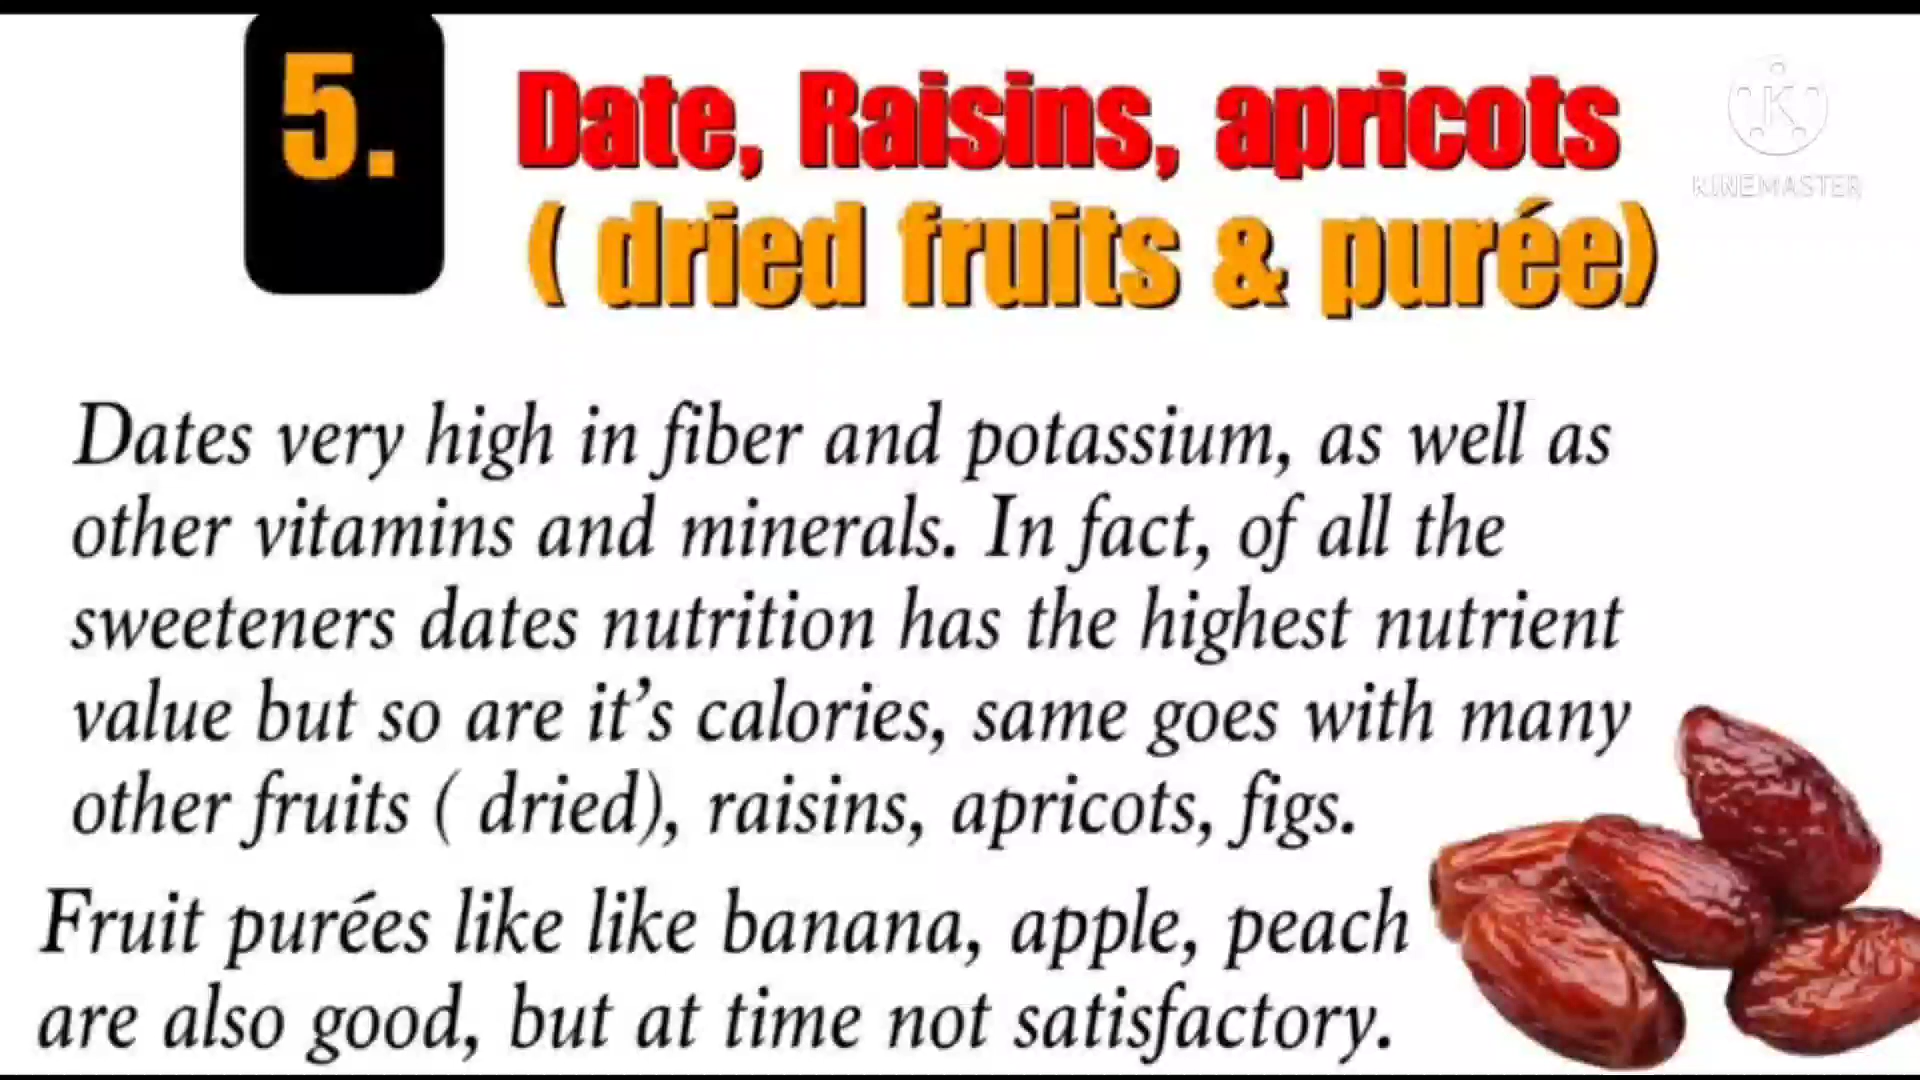 5.
Date, Raisins, apricots
( dried fruits & purée)
KINEMASTER
Dates very high in fiber and potassium, as well as
other vitamins and minerals. In fact, of all the
sweeteners dates nutrition has the highest nutrient
value but so are it's calories, same goes with many
other fruits ( dried), raisins, apricots, figs.
Fruit purées like like banana, apple, peach
are also good, but at time not satisfactory.